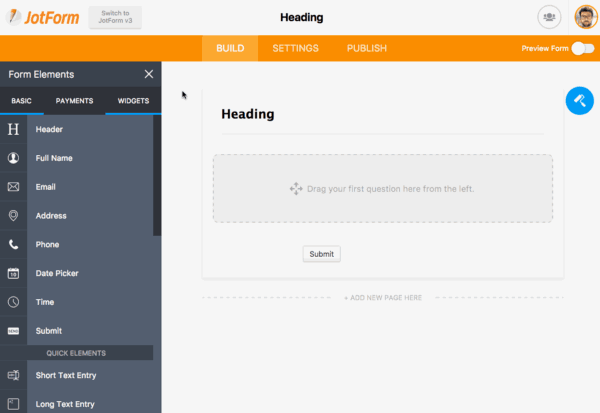 JotForm
Switch to
JotForm v3
Heading
BUILD
SETTINGS
PUBLISH
Preview Form
Form Elements
BASIC
PAYMENTS
WIDGETS
H
Header
Full Name
Email
Address
Phone
Date Picker
Time
Submit
QUICK ELEMENTS
Short Text Entry
Long Text Entry
Heading
Drag your first question here from the left.
Submit
+ ADD NEW PAGE HERE